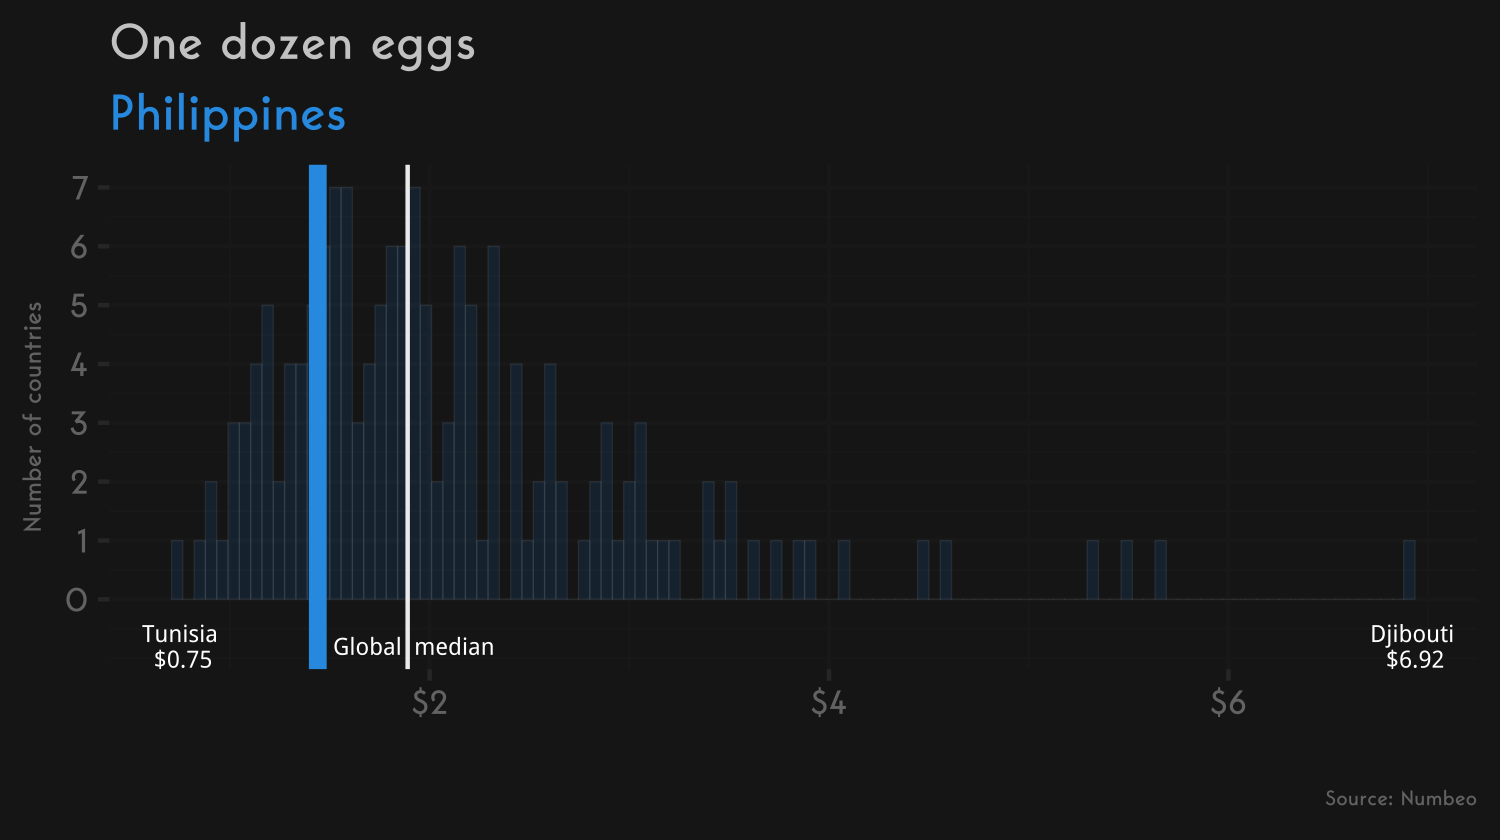 One dozen eggs
Philippines
Number of countries
7
6
5
4
3
2
1
0
Tunisia
$0.75
Global median
Djibouti
$6.92
$2
$4
$6
Source: Numbeo